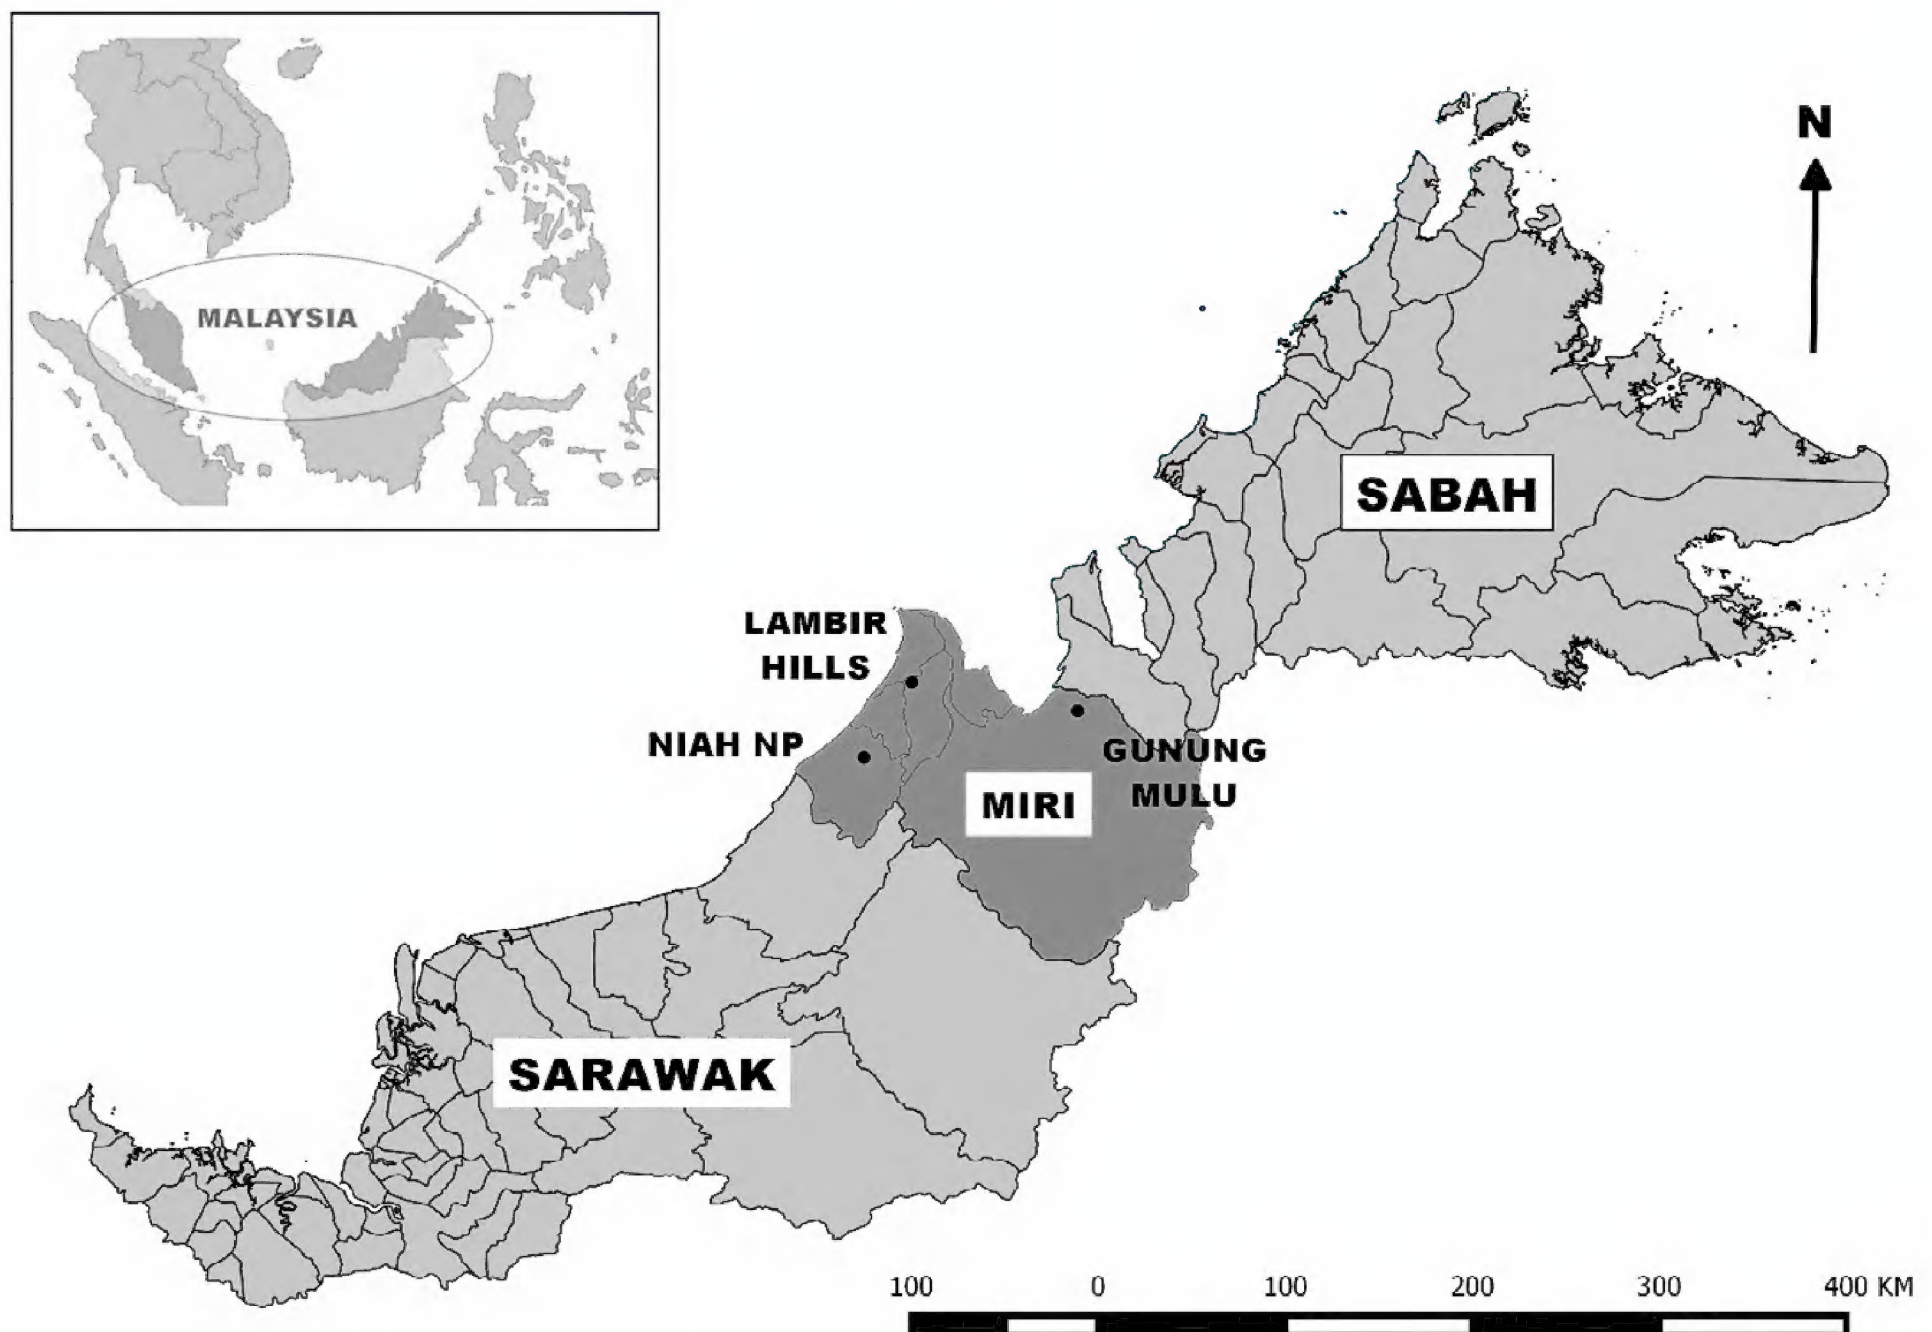 MALAYSIA
N
SABAH
LAMBIR
HILLS
NIAH NP
GUNUNG
MULU
MIRI
SARAWAK
100 0 100 200 300 400 KM